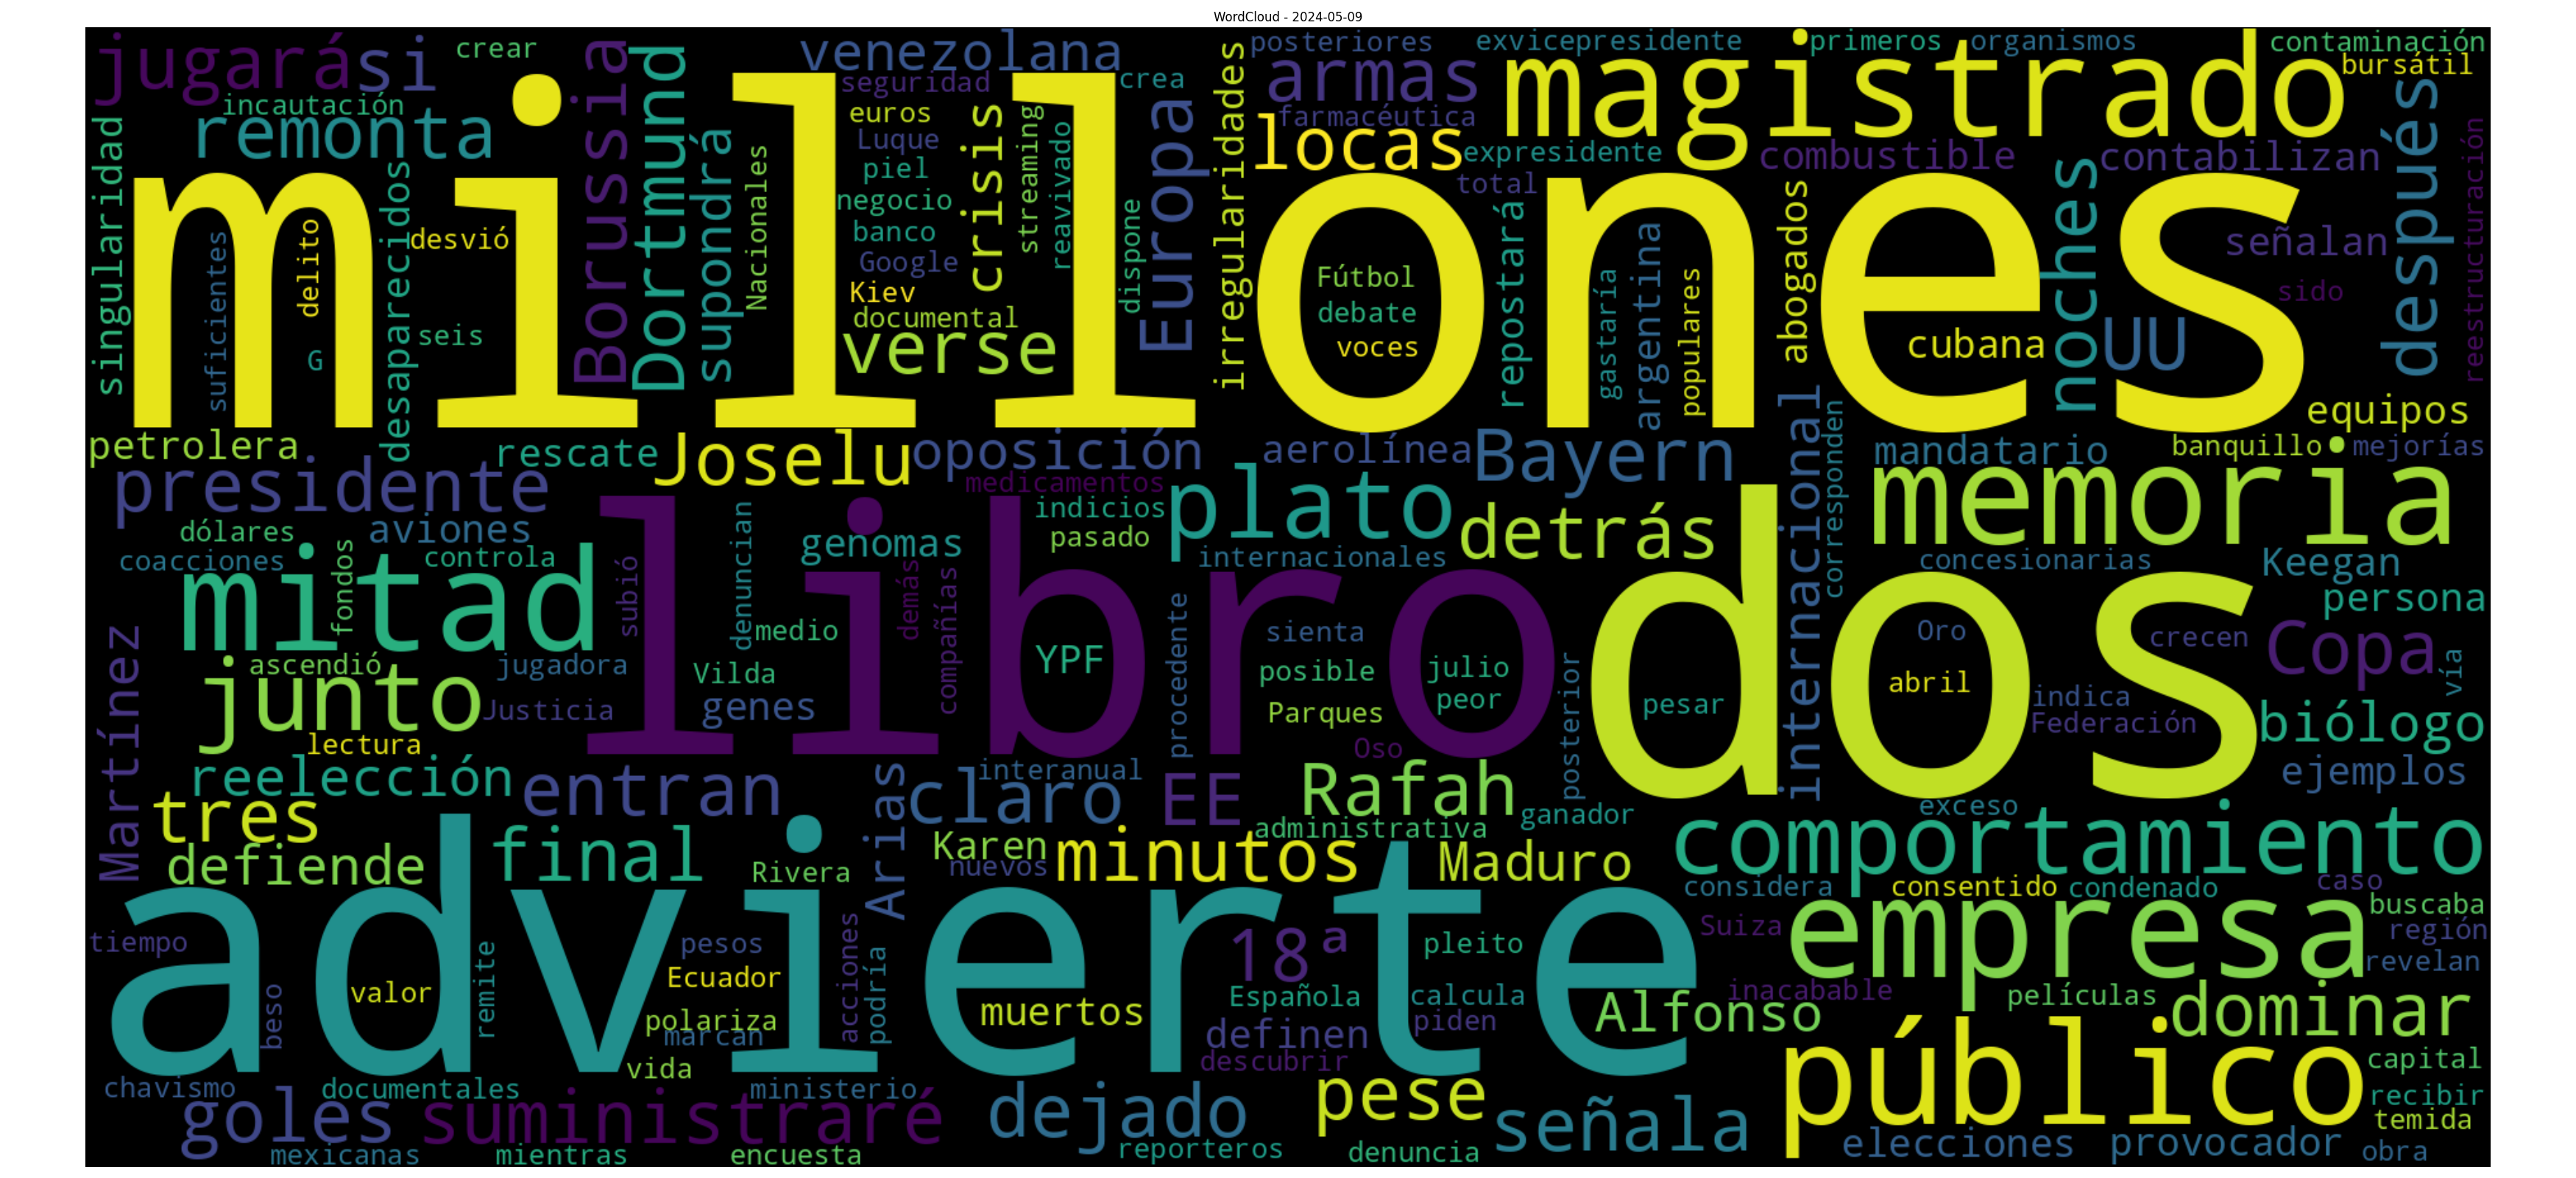 WordCloud - 2024-05-09
jugará
si
crear
Borussia
Dortmund
venezolana
posteriores
exvicepresidente
primeros
organismos
contaminación
armas
magistrado
bursátil
seguridad
crea
incautación
remonta
euros
farmacéutica
locas
después
Luque
crisis
streaming
Europa
irregularidades
expresidente
combustible
contabilizan
singularidad
desaparecidos
supondrá
Nacionales
piel
reavivado
total
noches
reestructuración
millones
negocio
dispone
repostará
abogados
suficientes
delito
desvió
banco
argentina
señalan
Google
Fútbol
gastaría
populares
sido
Kiev
debate
documental
voces
cubana
UU
G
seis
verse
equipos
petrolera
rescate
Joselu
oposición
aerolínea
Bayern
internacional
corresponden
mandatario
banquillo
mejorías
presidente
medicamentos
plato
memoria
dólares
aviones
indicios
detrás
coacciones
fondos
controla
denuncian
genomas
pasado
internacionales
concesionarias
Keegan
mitad
subió
demás
compañías
persona
libro
dos
medio
procedente
sienta
Oro
crecen
Copa
Martínez
ascendió
jugadora
Vilda
YPF
posible
julio
abril
vía
junto
Justicia
genes
Parques
peor
pesar
indica
Federación
biólogo
lectura
Oso
posterior
reelección
entran
Arias
interanual
claro
EE
Rafah
ejemplos
tres
exceso
ganador
administrativa
comportamiento
defiende
final
Rivera
Karen
nuevos
minutos
Maduro
considera
consentido
condenado
caso
advierte
buscaba
tiempo
pesos
acciones
18ª
pleito
Suiza
empresa
región
remite
podría
Ecuador
revelan
beso
valor
Española
calcula
inacabable
películas
polariza
muertos
piden
Alfonso
dominar
marcan
definen
descubrir
vida
público
capital
chavismo
documentales
ministerio
pese
recibir
goles
suministraré
dejado
señala
temida
mexicanas
mientras
encuesta
reporteros
denuncia
elecciones
provocador
obra